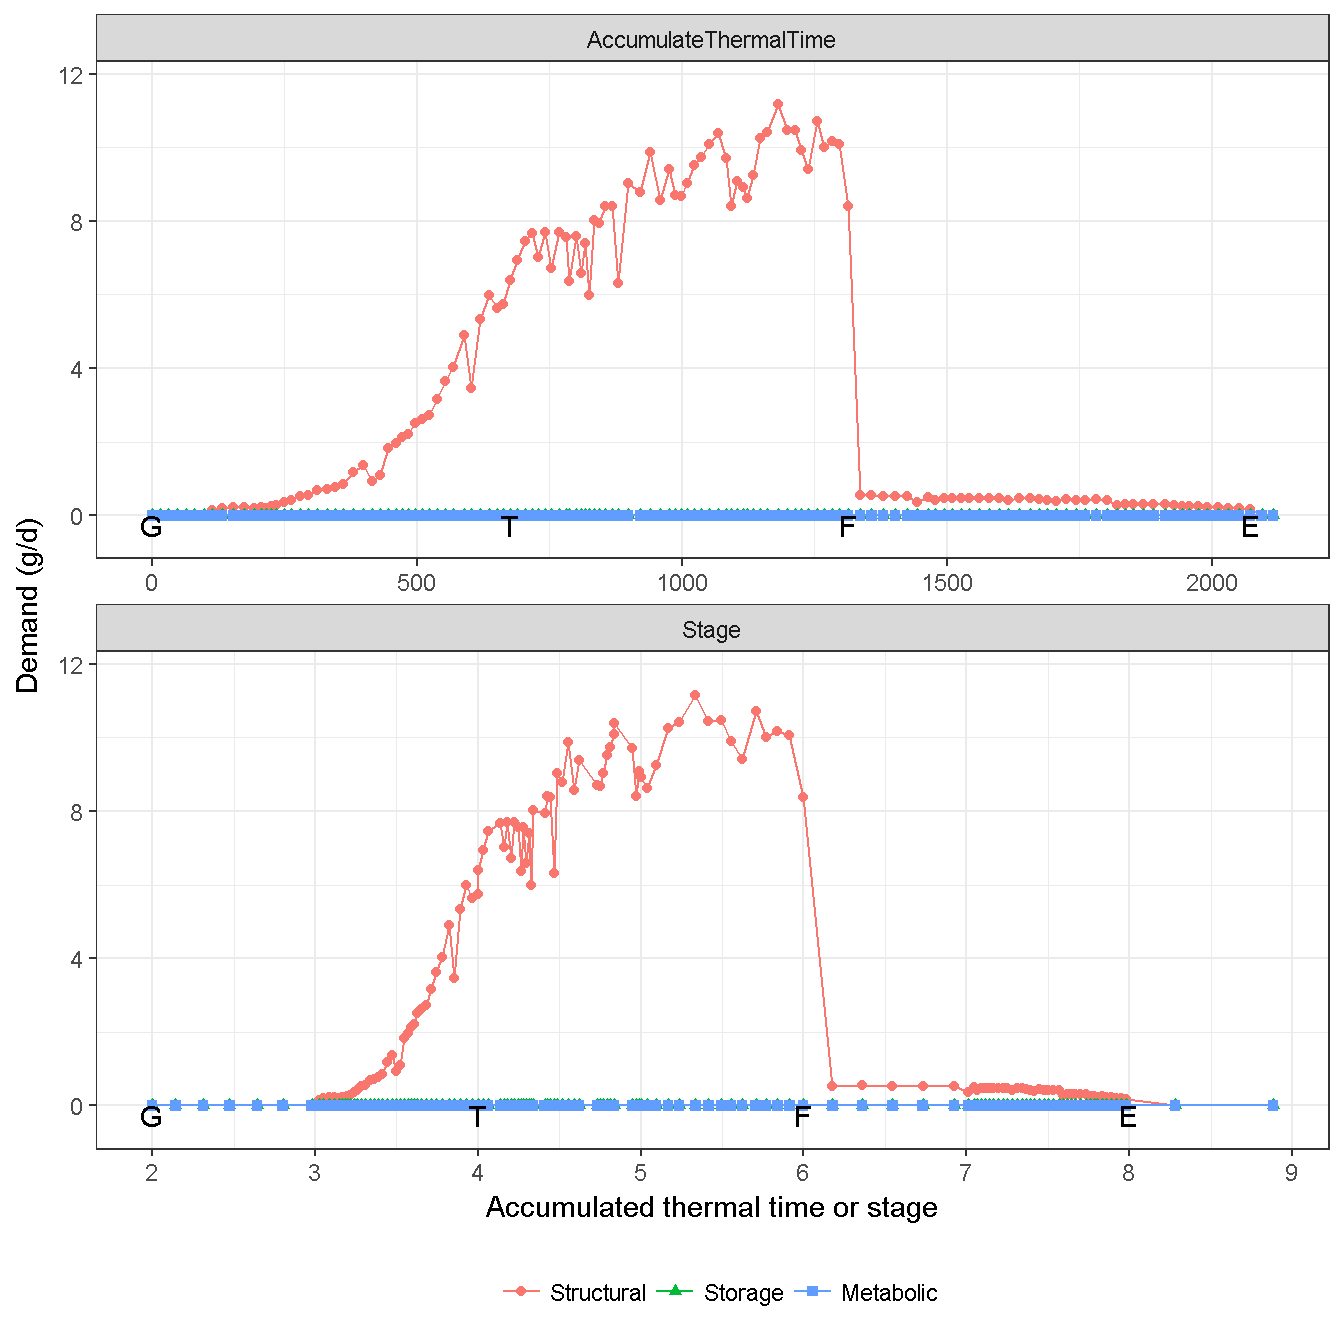 AccumulateThermalTime
12
8
4
0
G T F E
0 500 1000 1500 2000
Demand (g/d)
Stage
12
8
4
0
G T F E
2 3 4 5 6 7 8 9
Accumulated thermal time or stage
Structural Storage Metabolic